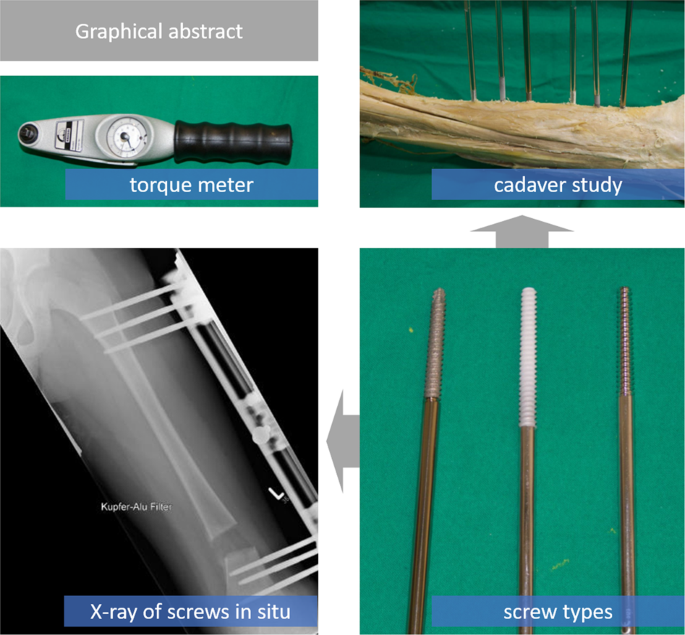 Graphical abstract
torque meter
cadaver study
Kupfer-Alu Filter
L
X-ray of screws in situ
screw types